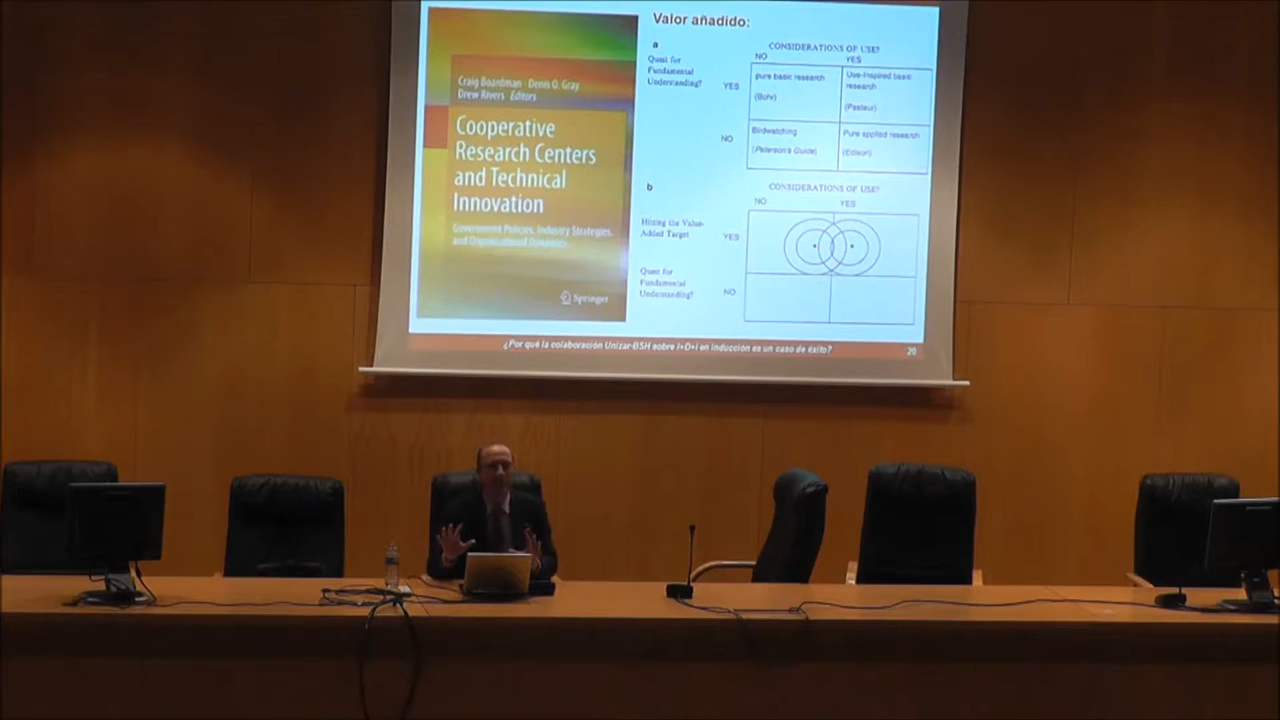 Craig Boardman · Denis O. Gray
Drew Rivers Editors
Cooperative
Research Centers
and Technical
Innovation
Government Policies, Industry Strategies,
and Organizational Dynamics
Springer
Valor añadido:
a
CONSIDERATIONS OF USE?
NO YES
Quest for
Fundamental
Understanding?
YES
pure basic research
(Bohr)
Use-Inspired basic
research
(Pasteur)
NO
Birdwatching
(Peterson's Guide)
Pure applied research
(Edison)
b
CONSIDERATIONS OF USE?
NO YES
Hitting the Value-
Added Target
YES
Quest for
Fundamental
Understanding?
NO
¿Por qué la colaboración Unizar-BSH sobre I+D+i en inducción es un caso de éxito?
20